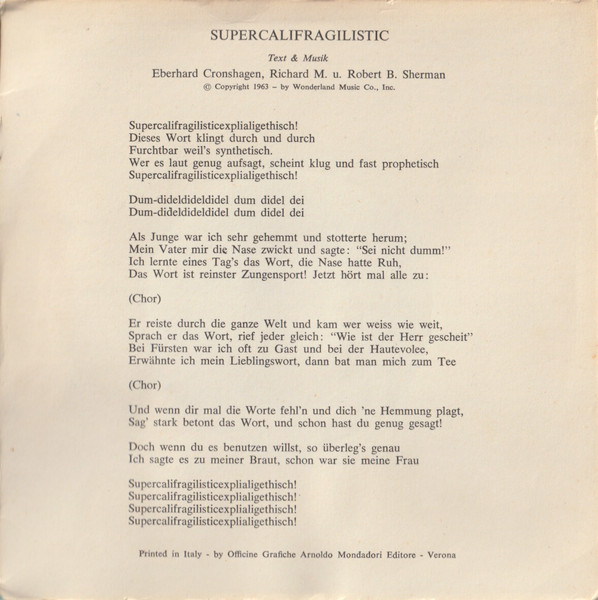 SUPERCALIFRAGILISTIC
Text & Musik
Eberhard Cronshagen, Richard M. u. Robert B. Sherman
© Copyright 1963 – by Wonderland Music Co., Inc.
Supercalifragilisticexplialigethisch!
Dieses Wort klingt durch und durch
Furchtbar weil's synthetisch.
Wer es laut genug aufsagt, scheint klug und fast prophetisch
Supercalifragilisticexplialigethisch!
Dum-dideldideldidel dum didel dei
Dum-dideldideldidel dum didel dei
Als Junge war ich sehr gehemmt und stotterte herum;
Mein Vater mir die Nase zwickt und sagte: "Sei nicht dumm!"
Ich lernte eines Tag's das Wort, die Nase hatte Ruh,
Das Wort ist reinster Zungensport! Jetzt hört mal alle zu:
(Chor)
Er reiste durch die ganze Welt und kam wer weiss wie weit,
Sprach er das Wort, rief jeder gleich: "Wie ist der Herr gescheit"
Bei Fürsten war ich oft zu Gast und bei der Hautevolee,
Erwähnte ich mein Lieblingswort, dann bat man mich zum Tee
(Chor)
Und wenn dir mal die Worte fehl'n und dich 'ne Hemmung plagt,
Sag' stark betont das Wort, und schon hast du genug gesagt!
Doch wenn du es benutzen willst, so überleg's genau
Ich sagte es zu meiner Braut, schon war sie meine Frau
Supercalifragilisticexplialigethisch!
Supercalifragilisticexplialigethisch!
Supercalifragilisticexplialigethisch!
Supercalifragilisticexplialigethisch!
Printed in Italy - by Officine Grafiche Arnoldo Mondadori Editore - Verona